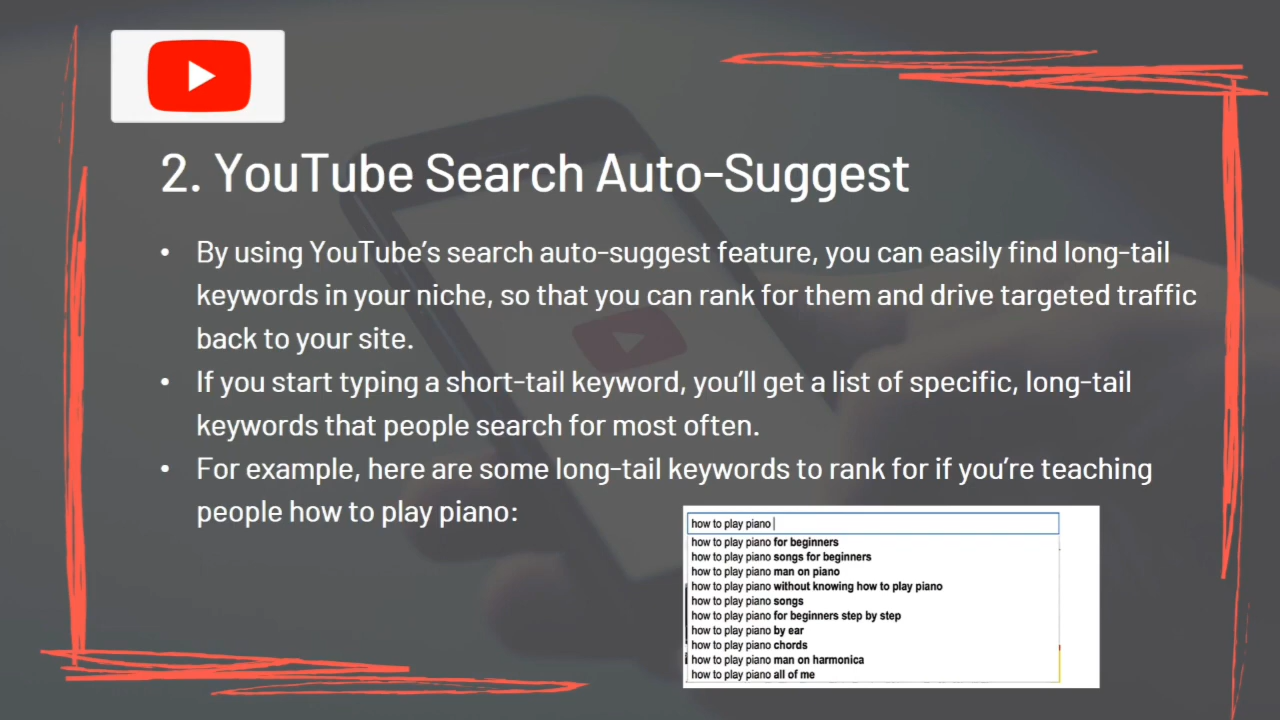 2. YouTube Search Auto-Suggest
• By using YouTube’s search auto-suggest feature, you can easily find long-tail
keywords in your niche, so that you can rank for them and drive targeted traffic
back to your site.
• If you start typing a short-tail keyword, you’ll get a list of specific, long-tail
keywords that people search for most often.
• For example, here are some long-tail keywords to rank for if you’re teaching
people how to play piano:
how to play piano
how to play piano for beginners
how to play piano songs for beginners
how to play piano man on piano
how to play piano without knowing how to play piano
how to play piano songs
how to play piano for beginners step by step
how to play piano by ear
how to play piano chords
how to play piano man on harmonica
how to play piano all of me